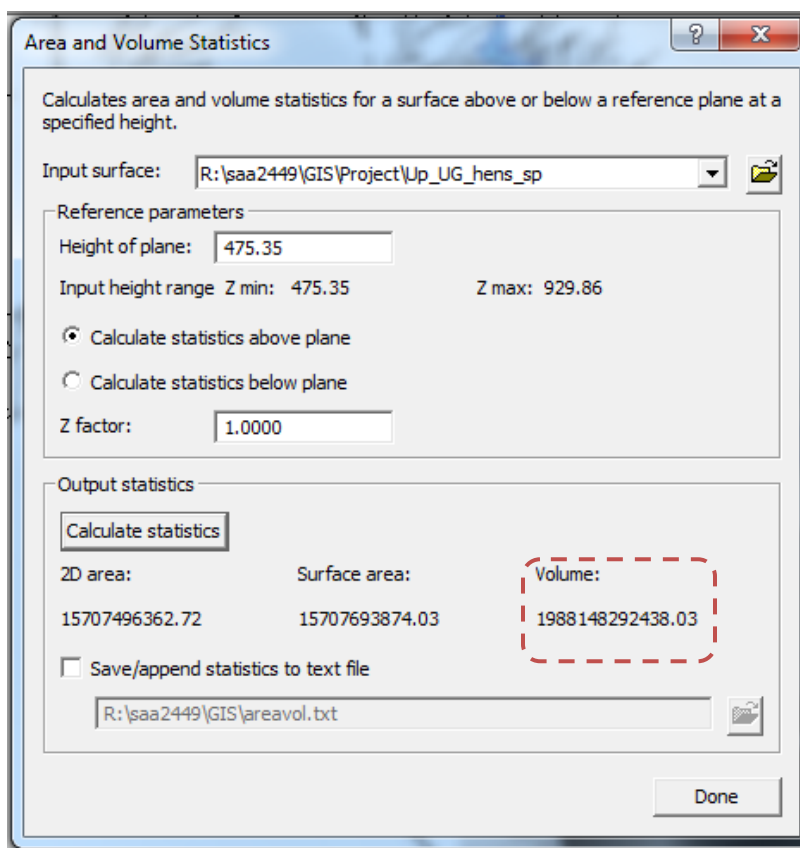 Area and Volume Statistics
Calculates area and volume statistics for a surface above or below a reference plane at a
specified height.
Input surface: R:\saa2449\GIS\Project\Up_UG_hens_sp
Reference parameters
Height of plane: 475.35
Input height range Z min: 475.35 Z max: 929.86
Calculate statistics above plane
Calculate statistics below plane
Z factor: 1.0000
Output statistics
Calculate statistics
2D area: Surface area: Volume:
15707496362.72 15707693874.03 1988148292438.03
Save/append statistics to text file
R:\saa2449\GIS\areavol.txt
Done